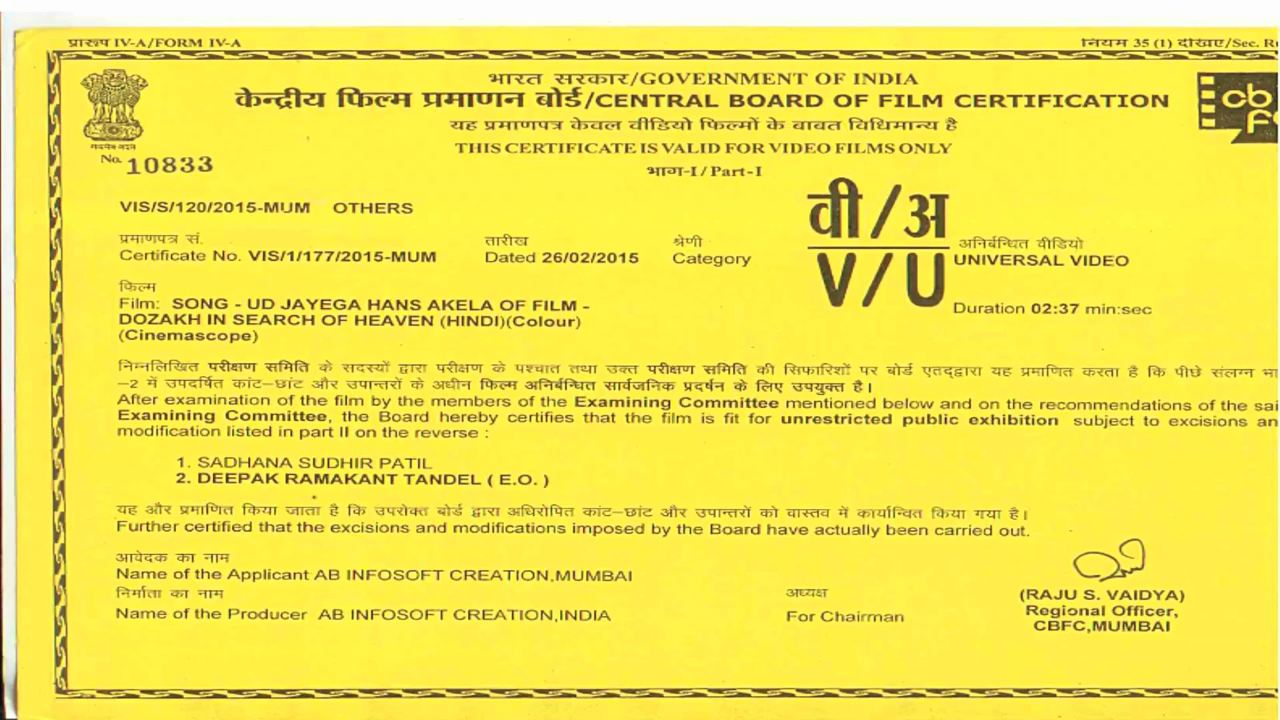 प्रारूप IV-A/FORM IV-A
नियम 35 (1) देखिए/Sec.
भारत सरकार/GOVERNMENT OF INDIA
केन्द्रीय फिल्म प्रमाणन बोर्ड/CENTRAL BOARD OF FILM CERTIFICATION
cb
यह प्रमाणपत्र केवल वीडियो फिल्मों के बावत विधिमान्य है
THIS CERTIFICATE IS VALID FOR VIDEO FILMS ONLY
सत्यमेव जयते
No. 10833
भाग-I / Part-I
VIS/S/120/2015-MUM OTHERS
वी/अ
V/U
प्रमाणपत्र सं. तारीख श्रेणी अनिर्बन्धित वीडियो
Certificate No. VIS/1/177/2015-MUM Dated 26/02/2015 Category UNIVERSAL VIDEO
फिल्म
Film: SONG - UD JAYEGA HANS AKELA OF FILM - Duration 02:37 min:sec
DOZAKH IN SEARCH OF HEAVEN (HINDI)(Colour)
(Cinemascope)
निम्नलिखित परीक्षण समिति के सदस्यों द्वारा परीक्षण के पश्चात तथा उक्त परीक्षण समिति की सिफारिशों पर बोर्ड एतद्द्वारा यह प्रमाणित करता है कि पीछे संलग्न भा
–2 में उपदर्षित कांट–छांट और उपान्तरों के अधीन फिल्म अनिर्बन्धित सार्वजनिक प्रदर्षन के लिए उपयुक्त है।
After examination of the film by the members of the Examining Committee mentioned below and on the recommendations of the sai
Examining Committee, the Board hereby certifies that the film is fit for unrestricted public exhibition subject to excisions an
modification listed in part II on the reverse :
1. SADHANA SUDHIR PATIL
2. DEEPAK RAMAKANT TANDEL ( E.O. )
यह और प्रमाणित किया जाता है कि उपरोक्त बोर्ड द्वारा अधिरोपित कांट–छांट और उपान्तरों को वास्तव में कार्यान्वित किया गया है।
Further certified that the excisions and modifications imposed by the Board have actually been carried out.
आवेदक का नाम
Name of the Applicant AB INFOSOFT CREATION,MUMBAI
निर्माता का नाम
Name of the Producer AB INFOSOFT CREATION,INDIA
अध्यक्ष
For Chairman
(RAJU S. VAIDYA)
Regional Officer,
CBFC,MUMBAI